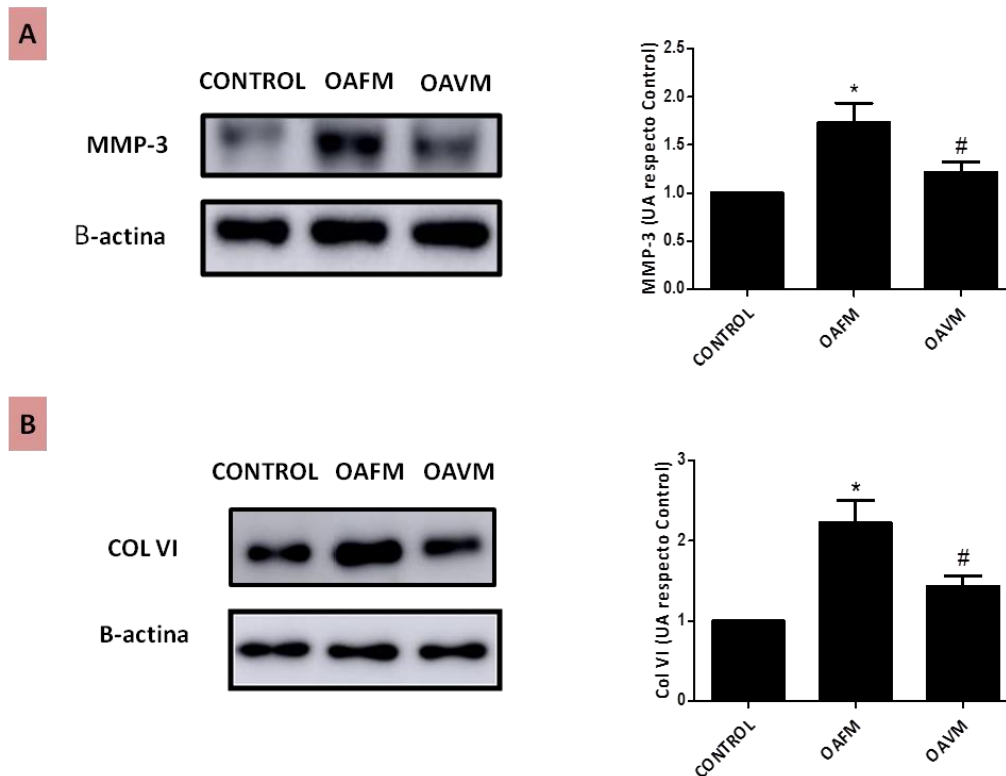 A
CONTROL OAFM OAVM
MMP-3
B-actina
MMP-3 (UA respecto Control)
2.5
2.0
1.5
1.0
0.5
0.0
*
#
CONTROL
OAFM
OAVM
B
CONTROL OAFM OAVM
COL VI
B-actina
Col VI (UA respecto Control)
3
2
1
0
*
#
CONTROL
OAFM
OAVM